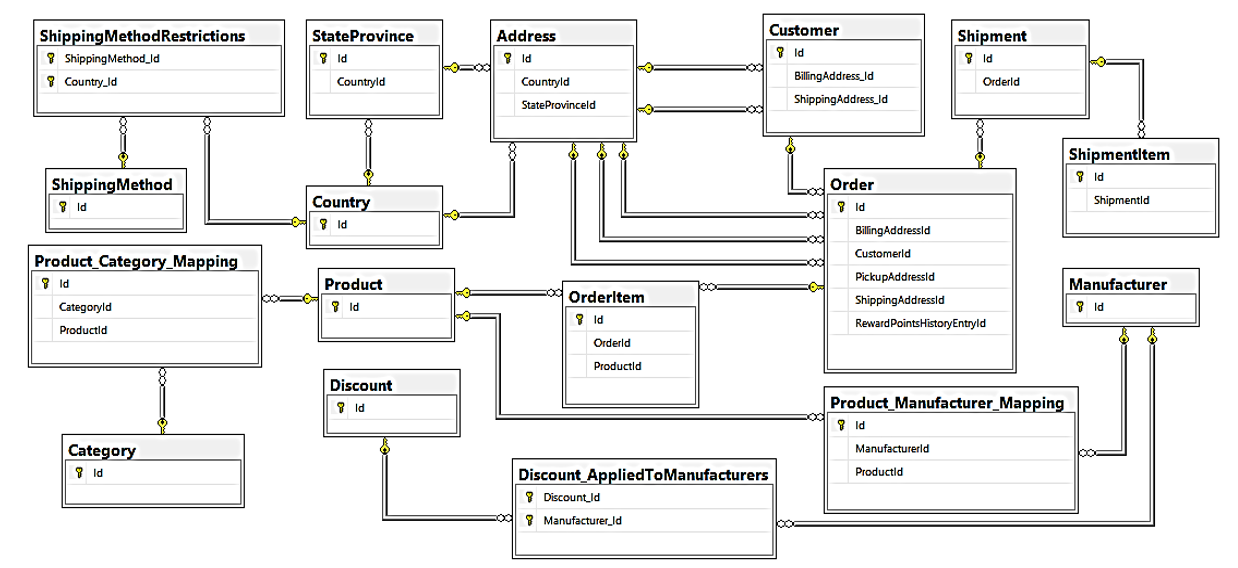 ShippingMethodRestrictions
ShippingMethod_Id
Country_Id
StateProvince
Id
CountryId
Address
Id
CountryId
StateProvinceId
Customer
Id
BillingAddress_Id
ShippingAddress_Id
Shipment
Id
OrderId
ShipmentItem
Id
ShipmentId
ShippingMethod
Id
Country
Id
Order
Id
BillingAddressId
CustomerId
PickupAddressId
ShippingAddressId
RewardPointsHistoryEntryId
Product_Category_Mapping
Id
CategoryId
ProductId
Product
Id
OrderItem
Id
OrderId
ProductId
Manufacturer
Id
Discount
Id
Product_Manufacturer_Mapping
Id
ManufacturerId
ProductId
Category
Id
Discount_AppliedToManufacturers
Discount_Id
Manufacturer_Id